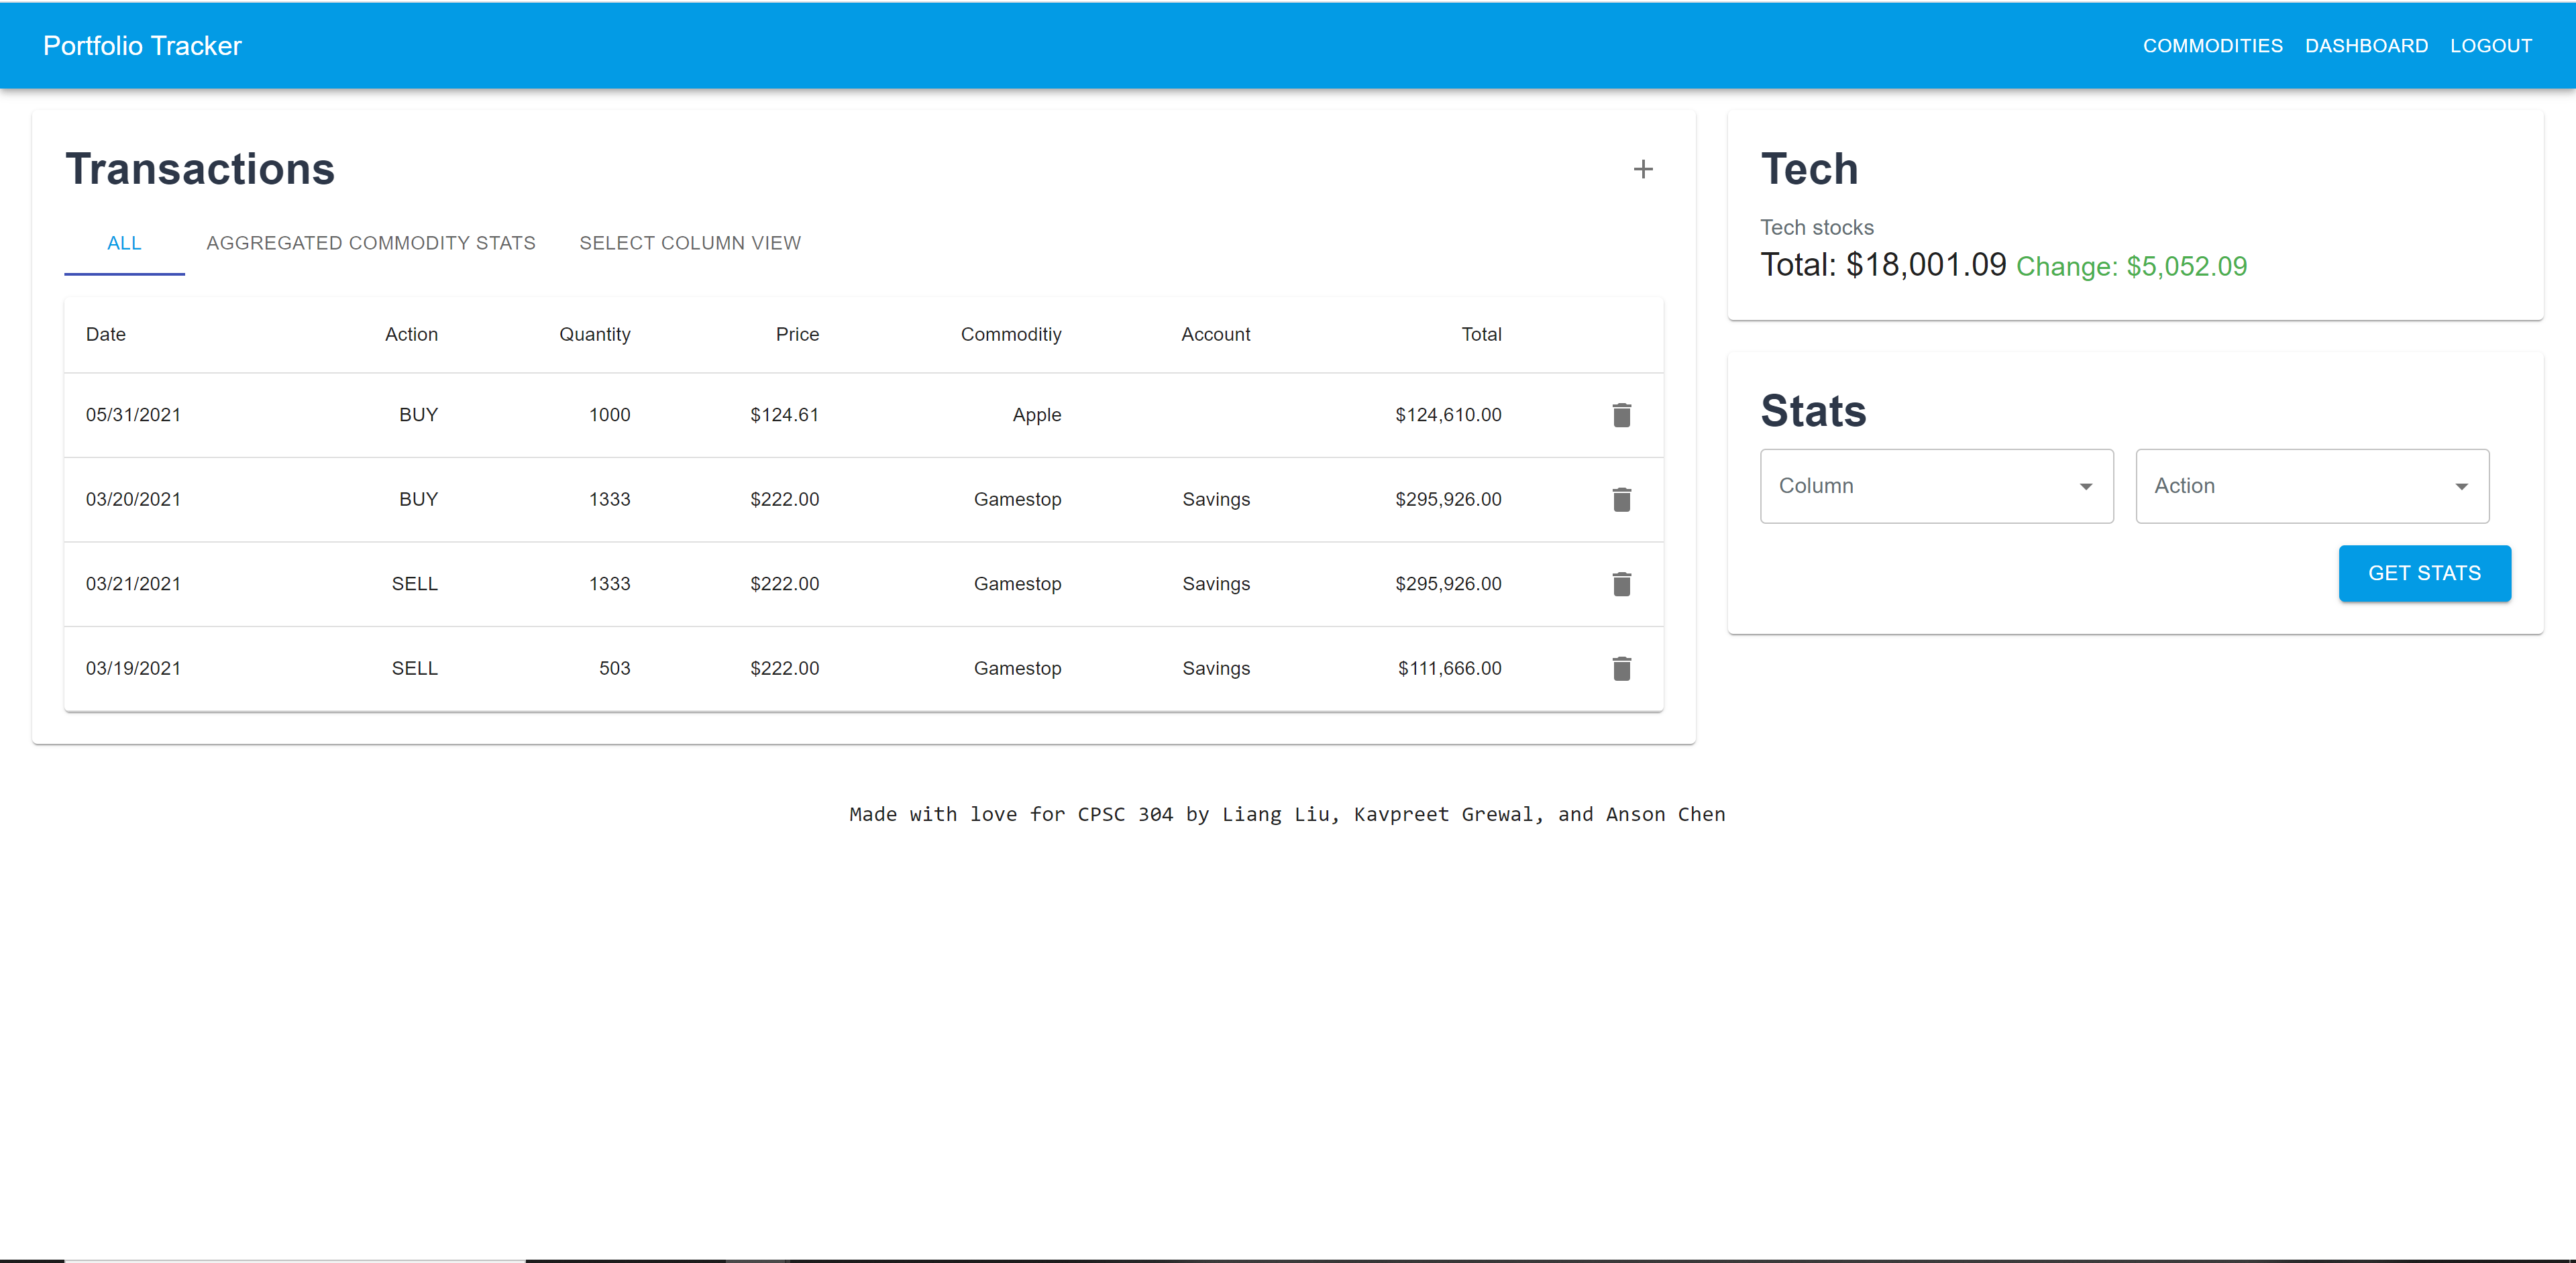 Portfolio Tracker
COMMODITIES DASHBOARD LOGOUT
Transactions
ALL AGGREGATED COMMODITY STATS SELECT COLUMN VIEW
Date Action Quantity Price Commoditiy Account Total
05/31/2021 BUY 1000 $124.61 Apple $124,610.00
03/20/2021 BUY 1333 $222.00 Gamestop Savings $295,926.00
03/21/2021 SELL 1333 $222.00 Gamestop Savings $295,926.00
03/19/2021 SELL 503 $222.00 Gamestop Savings $111,666.00
Tech
Tech stocks
Total: $18,001.09 Change: $5,052.09
Stats
Column Action
GET STATS
Made with love for CPSC 304 by Liang Liu, Kavpreet Grewal, and Anson Chen